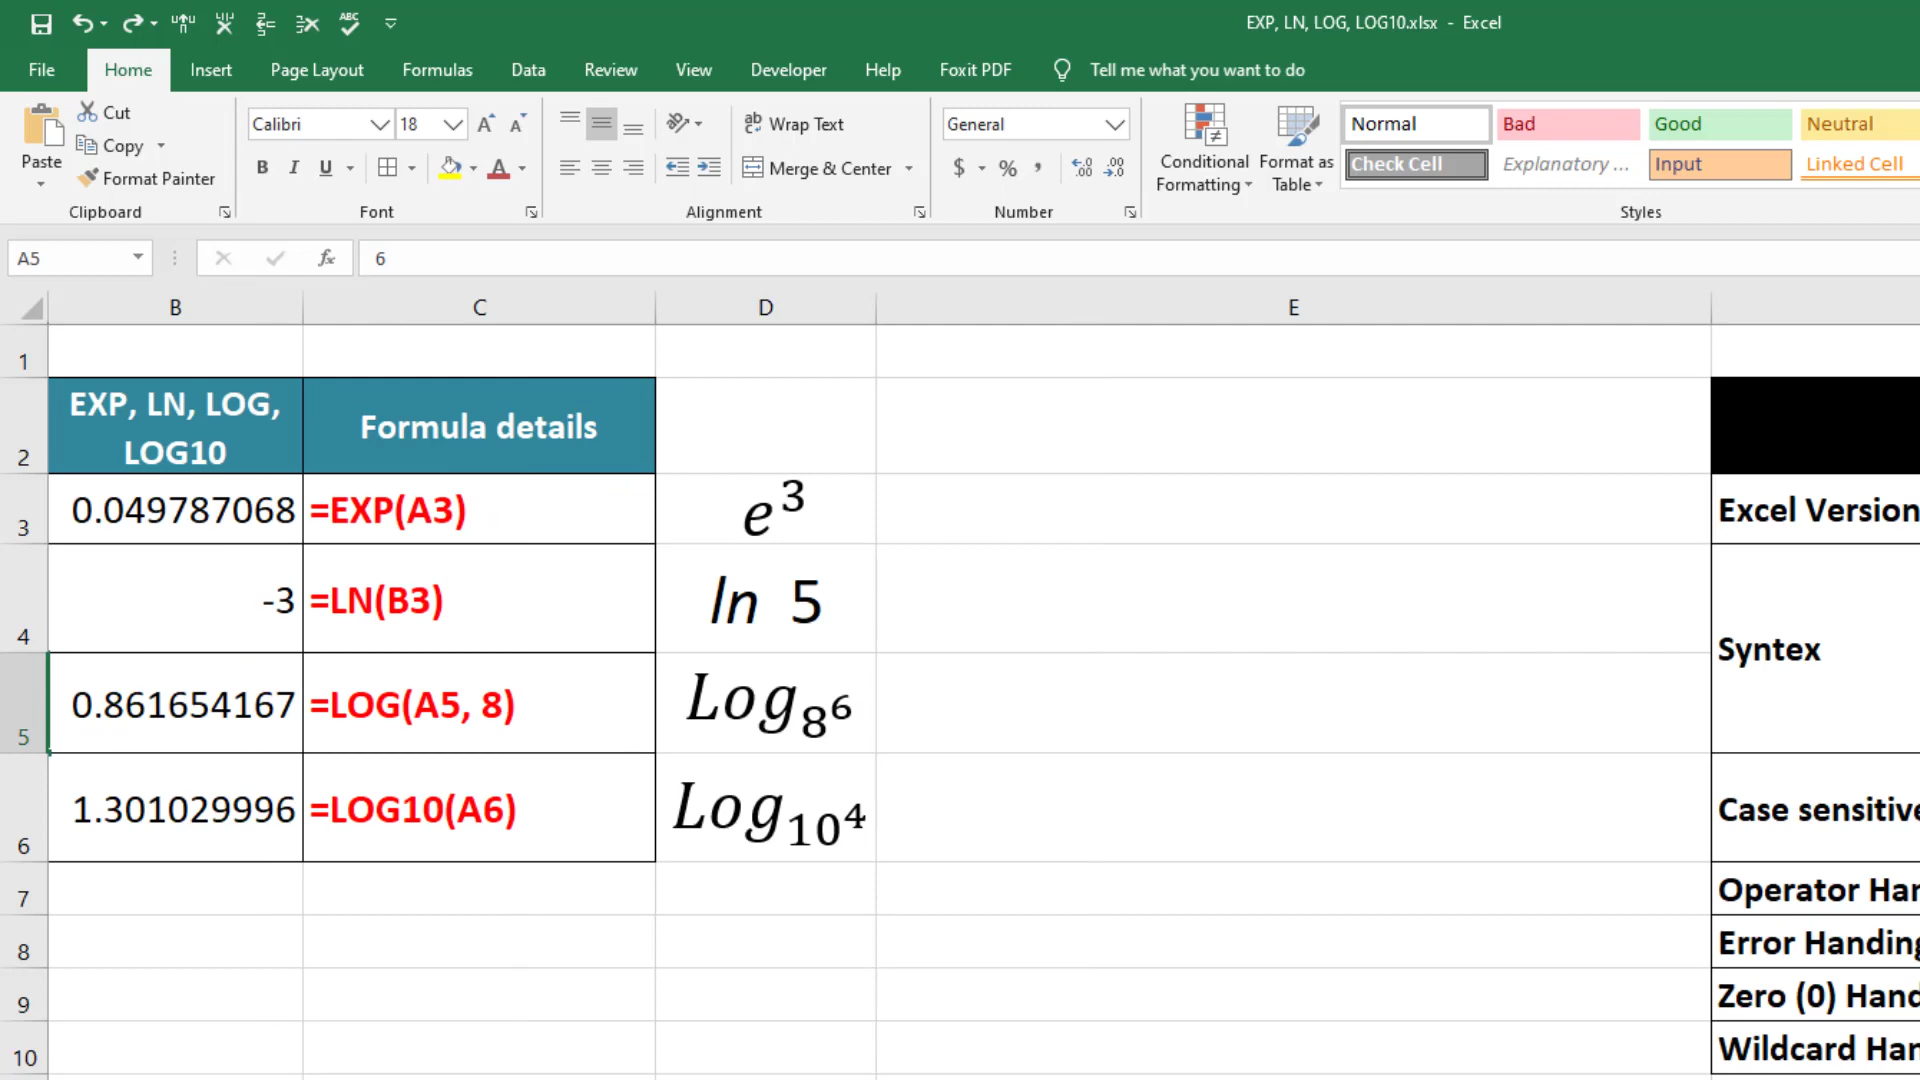 EXP, LN, LOG, LOG10.xlsx - Excel
File Home Insert Page Layout Formulas Data Review View Developer Help Foxit PDF Tell me what you want to do
Paste
Cut
Copy
Format Painter
Clipboard
Calibri 18
B I U
Font
Wrap Text
Merge & Center
Alignment
General
$ % ,
Number
Conditional Formatting
Format as Table
Normal Bad Good Neutral
Check Cell Explanatory ... Input Linked Cell
Styles
A5 fx 6
B C D E
1
2 EXP, LN, LOG, LOG10 Formula details
3 0.049787068 =EXP(A3) e³ Excel Version
4 -3 =LN(B3) ln 5
Syntex
5 0.861654167 =LOG(A5, 8) Log₈⁶
6 1.301029996 =LOG10(A6) Log₁₀⁴ Case sensitive
7 Operator Har
8 Error Handing
9 Zero (0) Hand
10 Wildcard Har